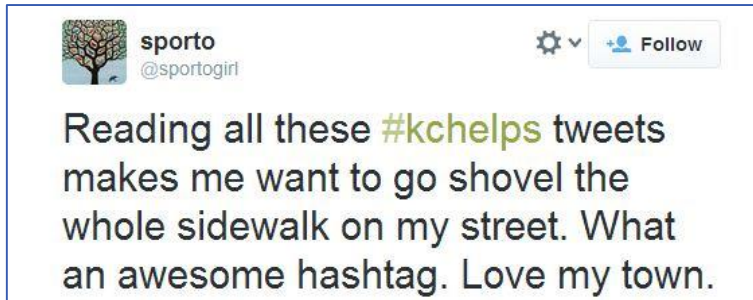 sporto
@sportogirl
Follow
Reading all these #kchelps tweets
makes me want to go shovel the
whole sidewalk on my street. What
an awesome hashtag. Love my town.